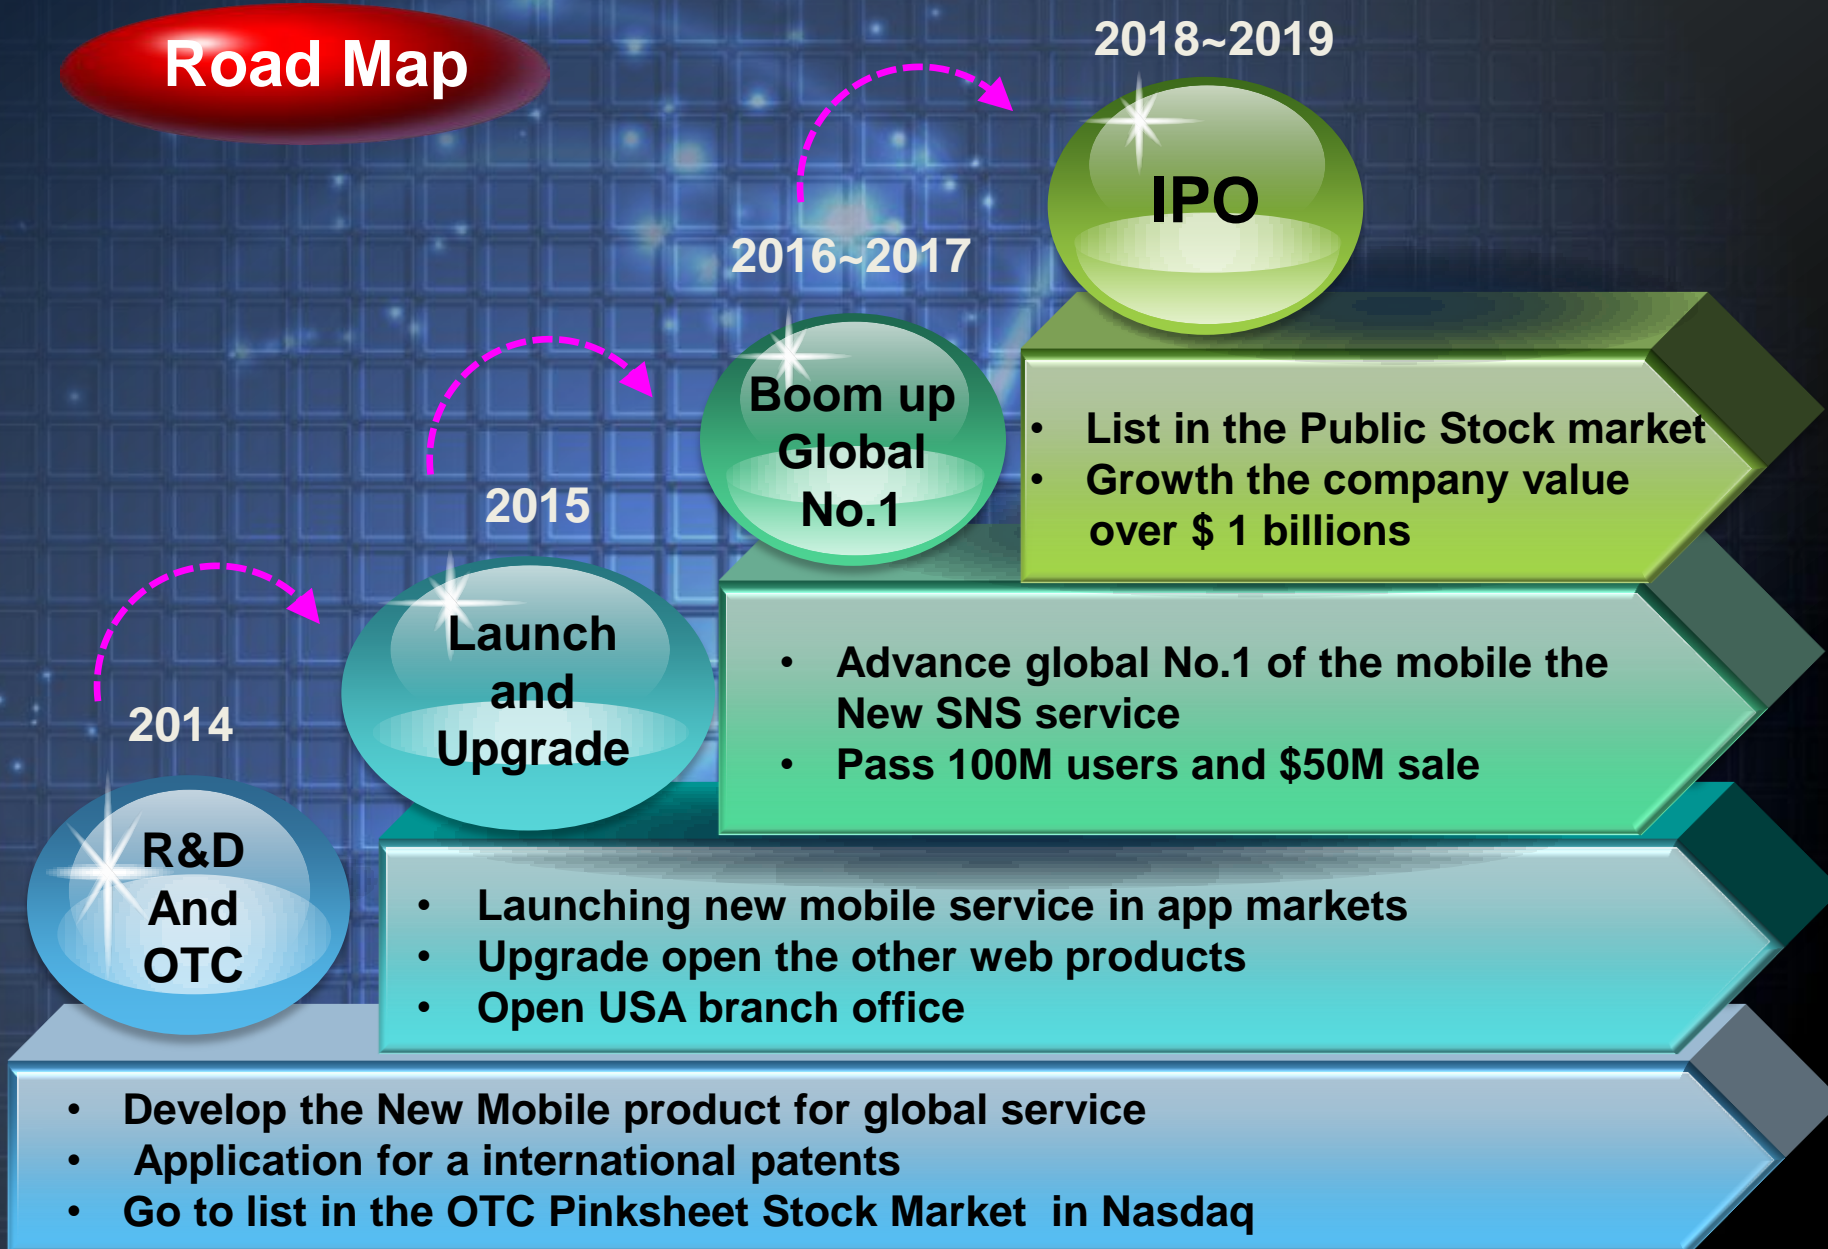 Road Map
2018~2019
IPO
• List in the Public Stock market
• Growth the company value
over $ 1 billions
2016~2017
Boom up
Global
No.1
• Advance global No.1 of the mobile the
New SNS service
• Pass 100M users and $50M sale
2015
Launch
and
Upgrade
• Launching new mobile service in app markets
• Upgrade open the other web products
• Open USA branch office
2014
R&D
And
OTC
• Develop the New Mobile product for global service
• Application for a international patents
• Go to list in the OTC Pinksheet Stock Market in Nasdaq